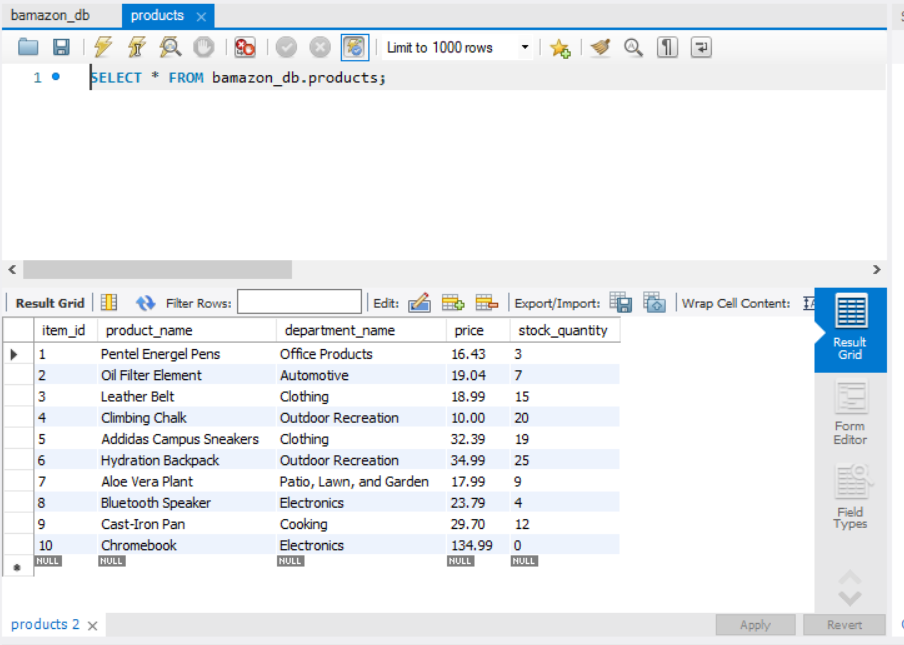 bamazon_db products
Limit to 1000 rows
1 SELECT * FROM bamazon_db.products;
Result Grid Filter Rows: Edit: Export/Import: Wrap Cell Content:
item_id product_name department_name price stock_quantity
1 Pentel Energel Pens Office Products 16.43 3
2 Oil Filter Element Automotive 19.04 7
3 Leather Belt Clothing 18.99 15
4 Climbing Chalk Outdoor Recreation 10.00 20
5 Addidas Campus Sneakers Clothing 32.39 19
6 Hydration Backpack Outdoor Recreation 34.99 25
7 Aloe Vera Plant Patio, Lawn, and Garden 17.99 9
8 Bluetooth Speaker Electronics 23.79 4
9 Cast-Iron Pan Cooking 29.70 12
10 Chromebook Electronics 134.99 0
NULL NULL NULL NULL NULL
Result
Grid
Form
Editor
Field
Types
products 2 Apply Revert